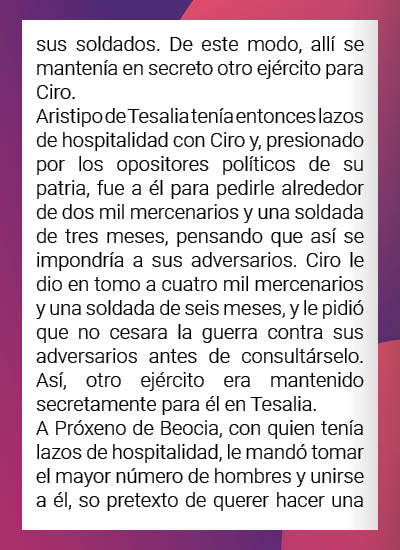 sus soldados. De este modo, allí se
mantenía en secreto otro ejército para
Ciro.
Aristipo de Tesalia tenía entonces lazos
de hospitalidad con Ciro y, presionado
por los opositores políticos de su
patria, fue a él para pedirle alrededor
de dos mil mercenarios y una soldada
de tres meses, pensando que así se
impondría a sus adversarios. Ciro le
dio en tomo a cuatro mil mercenarios
y una soldada de seis meses, y le pidió
que no cesara la guerra contra sus
adversarios antes de consultárselo.
Así, otro ejército era mantenido
secretamente para él en Tesalia.
A Próxeno de Beocia, con quien tenía
lazos de hospitalidad, le mandó tomar
el mayor número de hombres y unirse
a él, so pretexto de querer hacer una